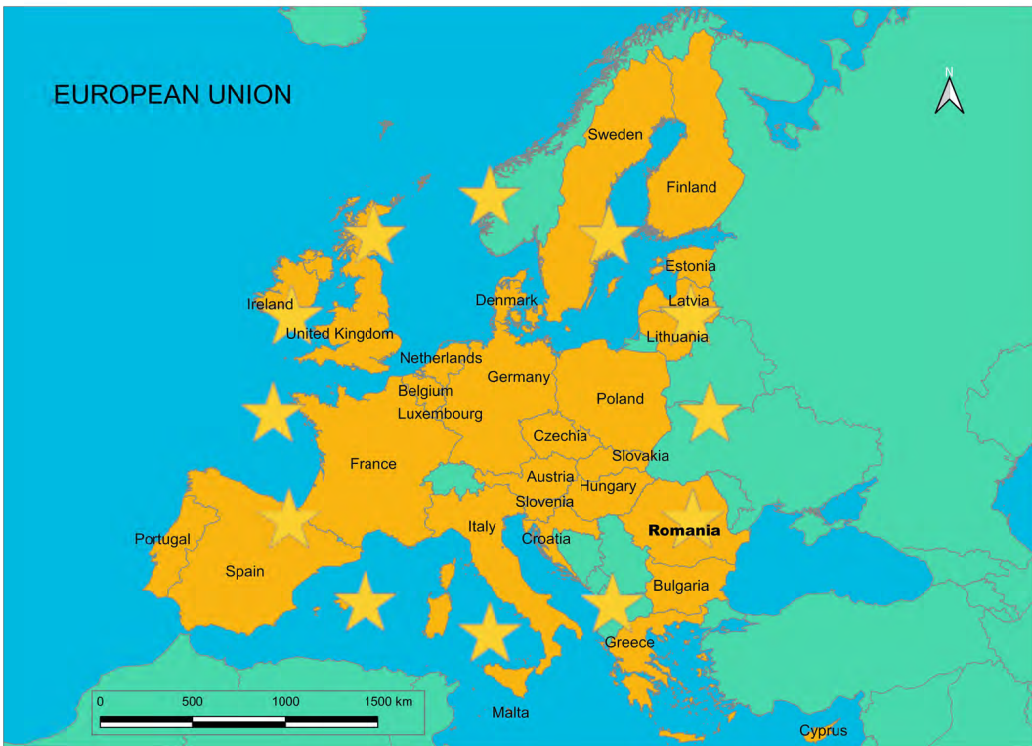 N
EUROPEAN UNION
Sweden
Finland
Estonia
Ireland
Denmark
Latvia
United Kingdom
Lithuania
Netherlands
Germany
Belgium
Poland
Luxembourg
Czechia
France
Slovakia
Austria
Hungary
Slovenia
Italy
Romania
Portugal
Croatia
Spain
Bulgaria
Greece
0 500 1000 1500 km
Malta
Cyprus